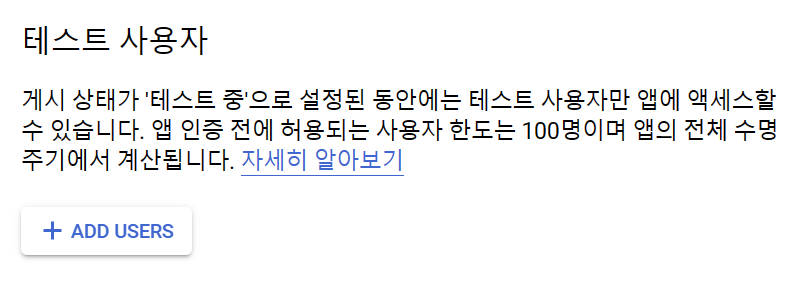 테스트 사용자
게시 상태가 '테스트 중'으로 설정된 동안에는 테스트 사용자만 앱에 액세스할
수 있습니다. 앱 인증 전에 허용되는 사용자 한도는 100명이며 앱의 전체 수명
주기에서 계산됩니다. 자세히 알아보기
+ ADD USERS